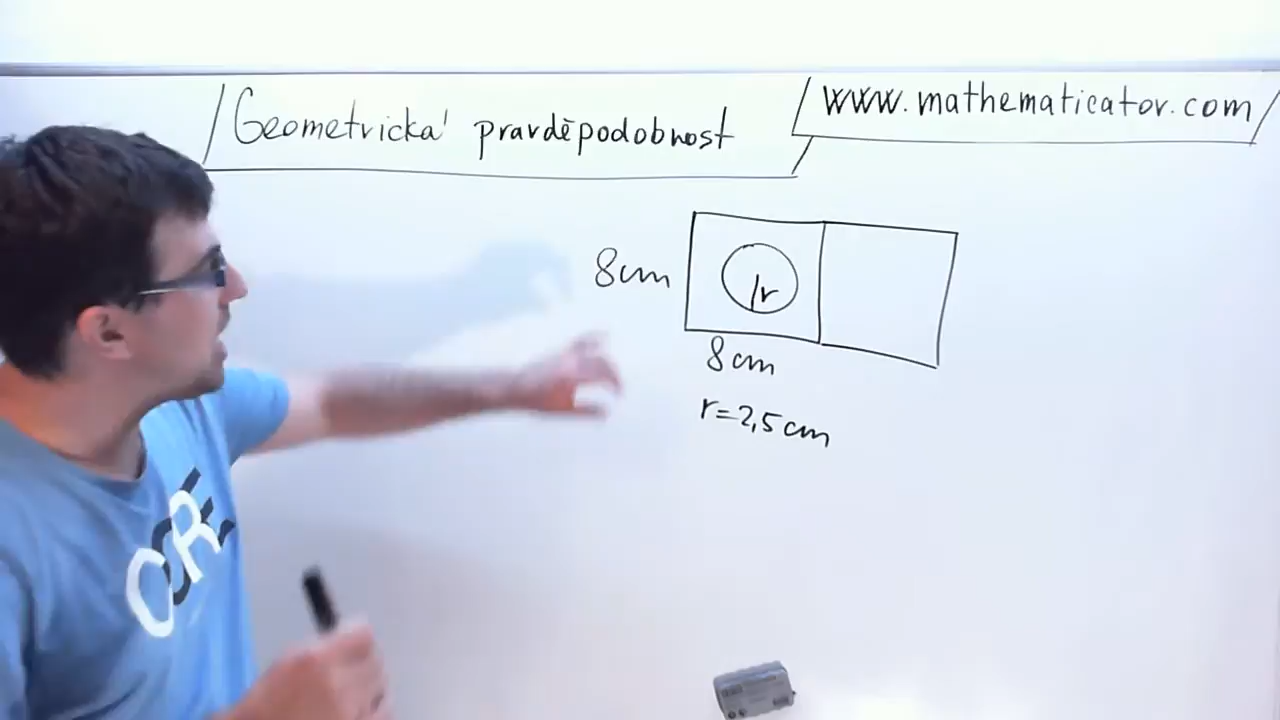 Geometrická pravděpodobnost
www.mathematicator.com
8cm
r
8cm
r=2,5cm